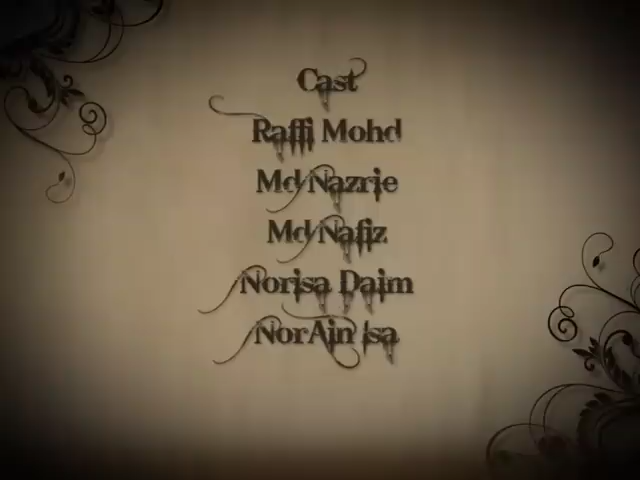 Cast
Raffi Mohd
Md Nazrie
Md Nafiz
Norisa Daim
NorAin Isa